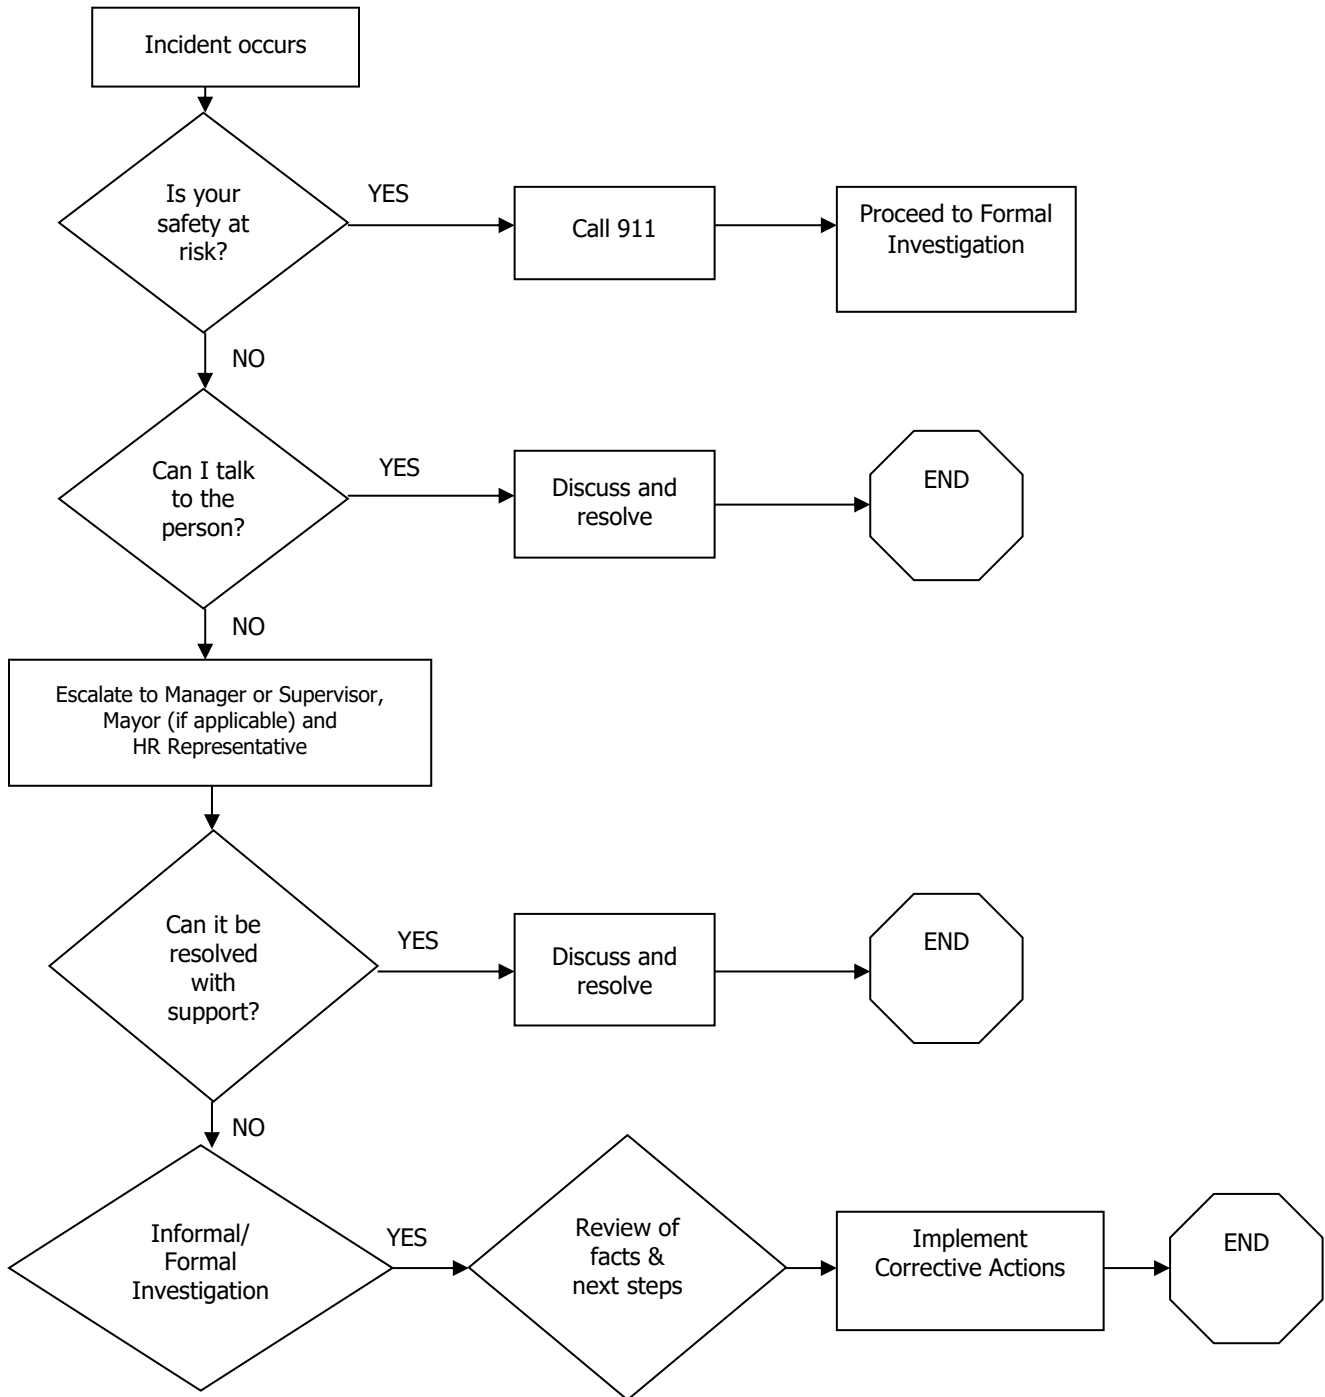 Incident occurs
Is your
safety at
risk?
YES
Call 911
Proceed to Formal
Investigation
NO
Can I talk
to the
person?
YES
Discuss and
resolve
END
NO
Escalate to Manager or Supervisor,
Mayor (if applicable) and
HR Representative
Can it be
resolved
with
support?
YES
Discuss and
resolve
END
NO
Informal/
Formal
Investigation
YES
Review of
facts &
next steps
Implement
Corrective Actions
END